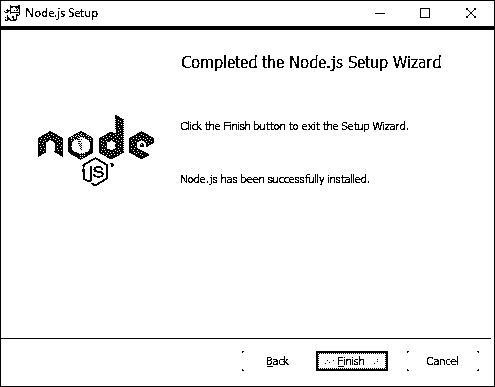 Node.js Setup
Completed the Node.js Setup Wizard
Click the Finish button to exit the Setup Wizard.
node
JS
Node.js has been successfully installed.
Back
Finish
Cancel